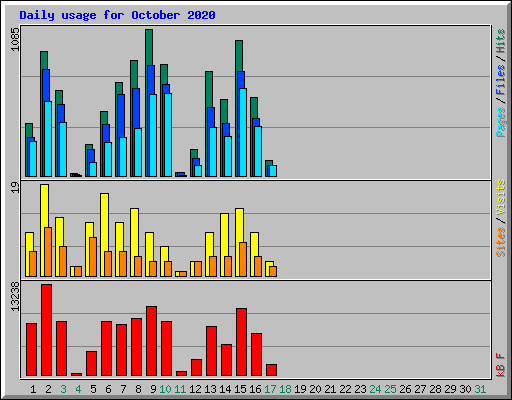 Daily usage for October 2020
1085
Pages/Files/Hits
19
Sites/Visits
13238
kB F
1 2 3 4 5 6 7 8 9 10 11 12 13 14 15 16 17 18 19 20 21 22 23 24 25 26 27 28 29 30 31